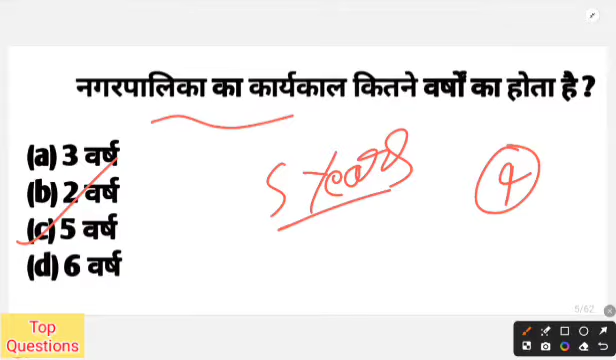 नगरपालिका का कार्यकाल कितने वर्षों का होता है ?
(a) 3 वर्ष
(b) 2 वर्ष
(c) 5 वर्ष
(d) 6 वर्ष
5 Years
5/62
Top
Questions